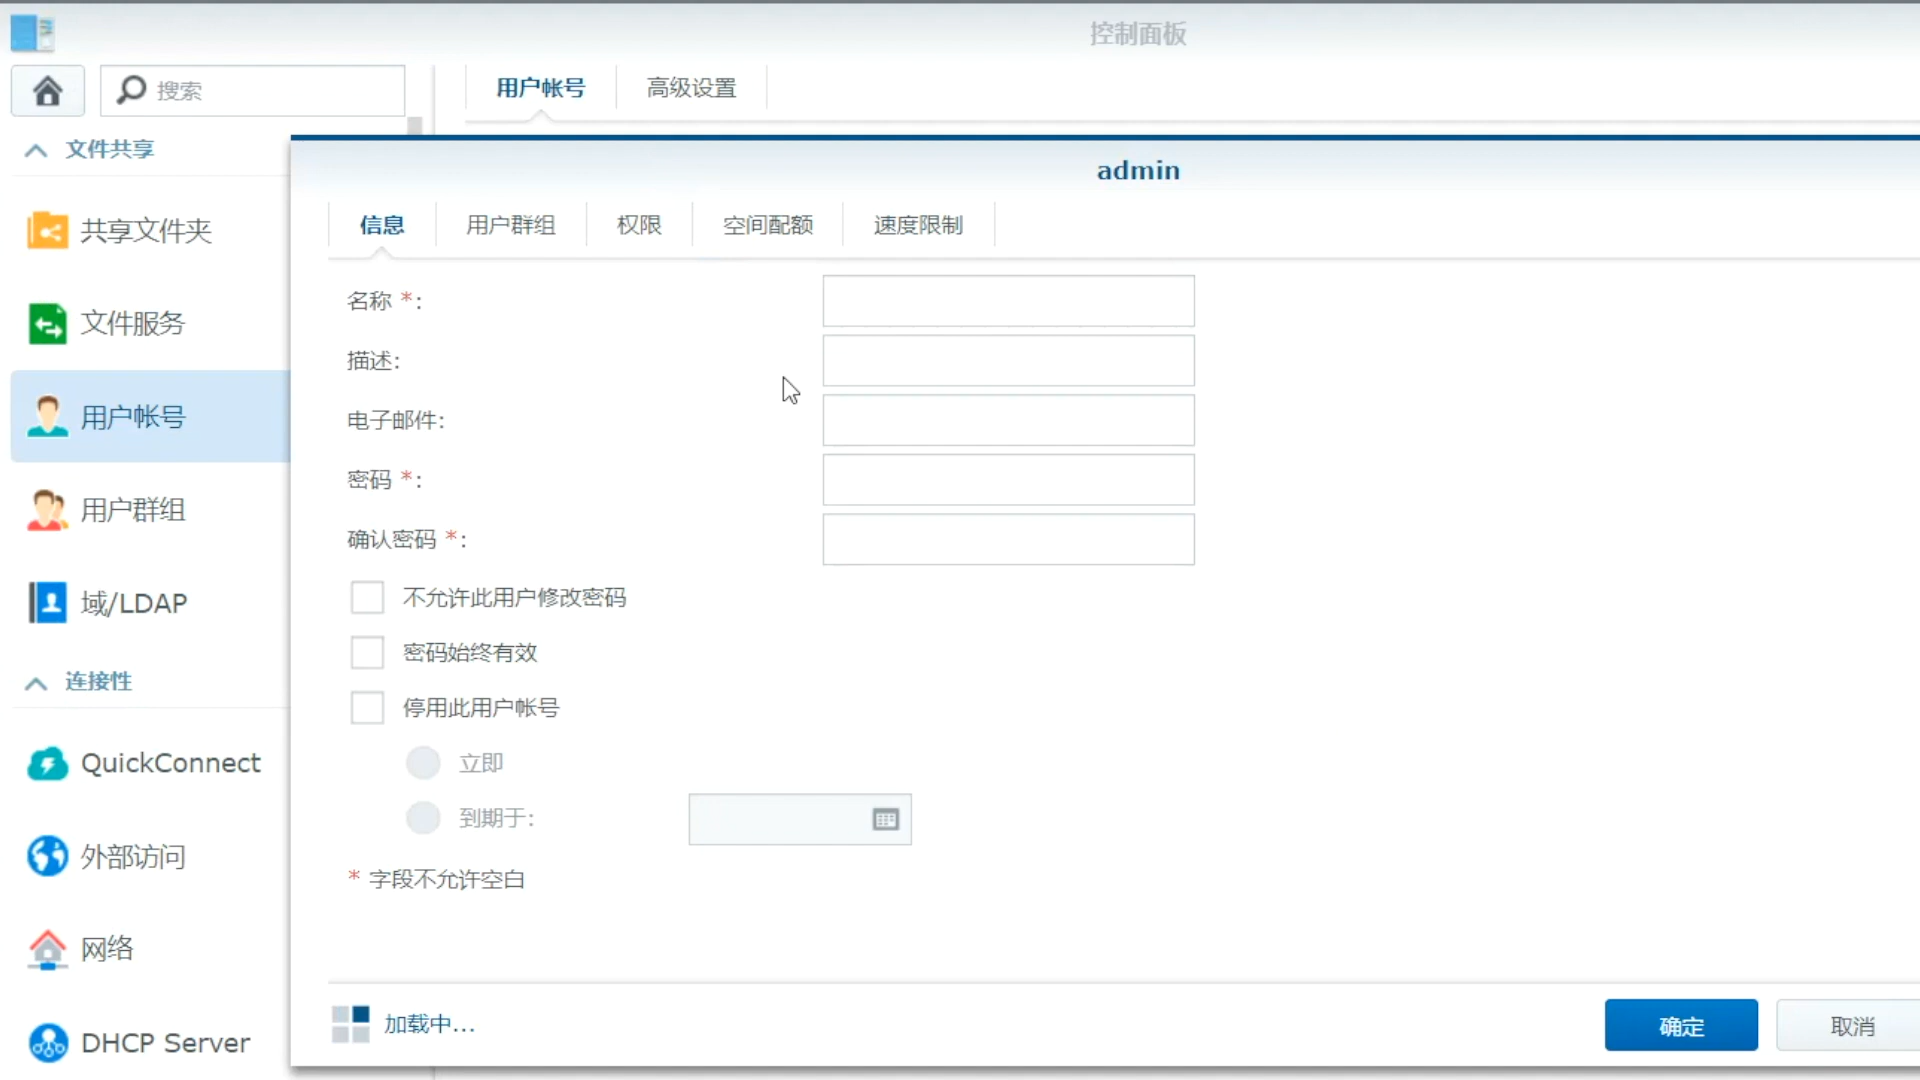 控制面板
搜索
用户帐号
高级设置
文件共享
共享文件夹
文件服务
用户帐号
用户群组
域/LDAP
连接性
QuickConnect
外部访问
网络
DHCP Server
admin
信息
用户群组
权限
空间配额
速度限制
名称 *:
描述:
电子邮件:
密码 *:
确认密码 *:
不允许此用户修改密码
密码始终有效
停用此用户帐号
立即
到期于:
* 字段不允许空白
加载中...
确定
取消